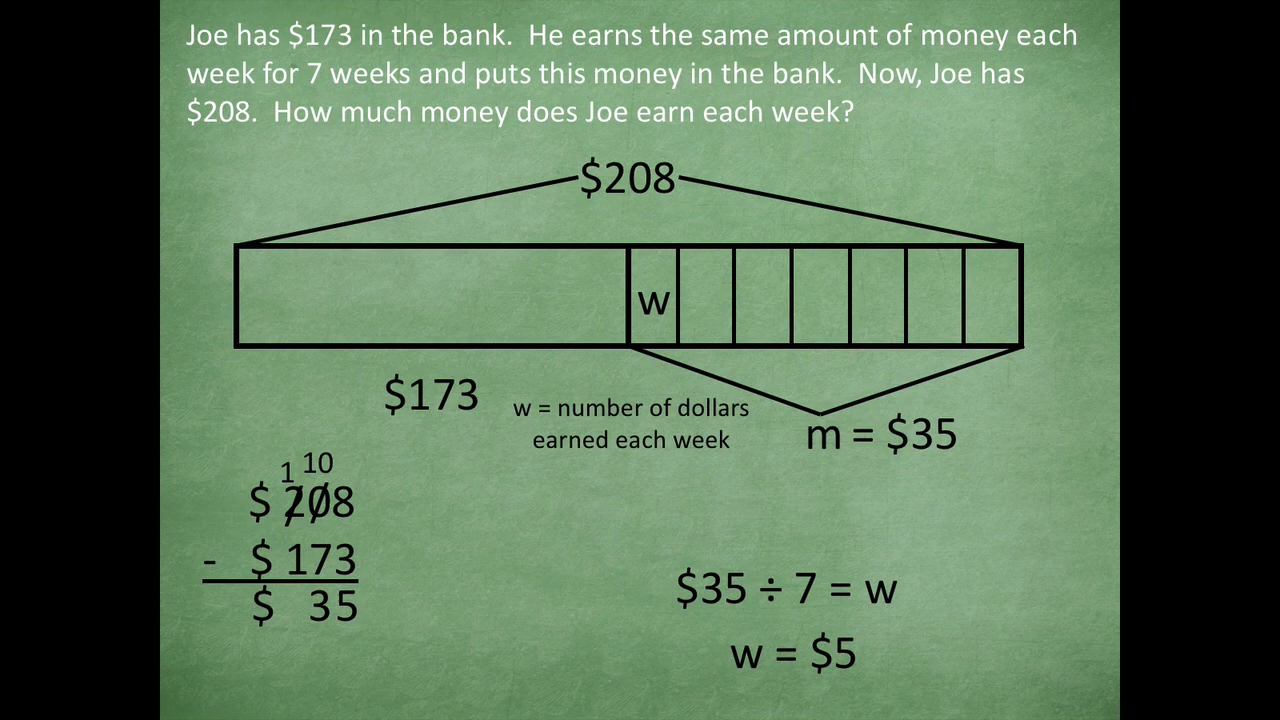 Joe has $173 in the bank.  He earns the same amount of money each
week for 7 weeks and puts this money in the bank.  Now, Joe has
$208.  How much money does Joe earn each week?
$208
w
$173
w = number of dollars
earned each week
m = $35
1 10
$ 208
- $ 173
$ 35
$35 ÷ 7 = w
w = $5